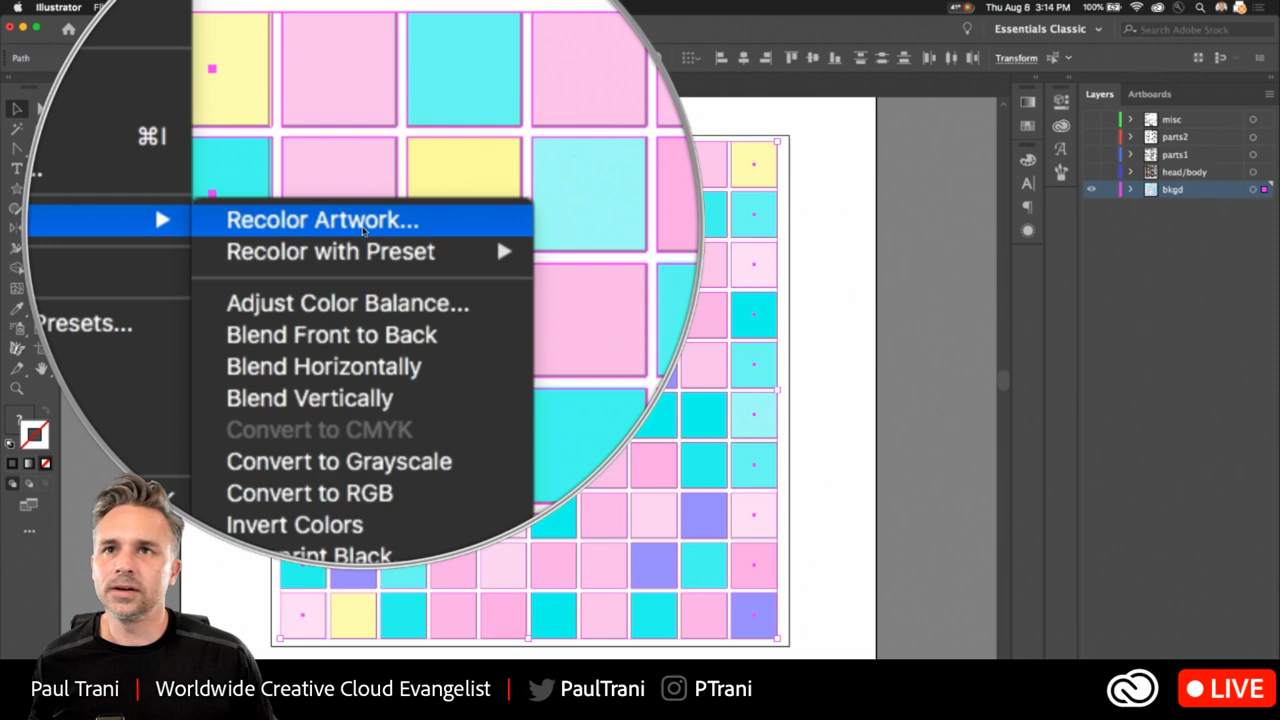 Illustrator
Thu Aug 8 3:14 PM
100%
41°
Essentials Classic
Search Adobe Stock
Path
Transform
Layers
Artboards
misc
parts2
parts1
head/body
bkgd
⌘I
...
Recolor Artwork...
Recolor with Preset
Presets...
Adjust Color Balance...
Blend Front to Back
Blend Horizontally
Blend Vertically
Convert to CMYK
Convert to Grayscale
Convert to RGB
Invert Colors
print Black
Paul Trani | Worldwide Creative Cloud Evangelist | PaulTrani PTrani
LIVE